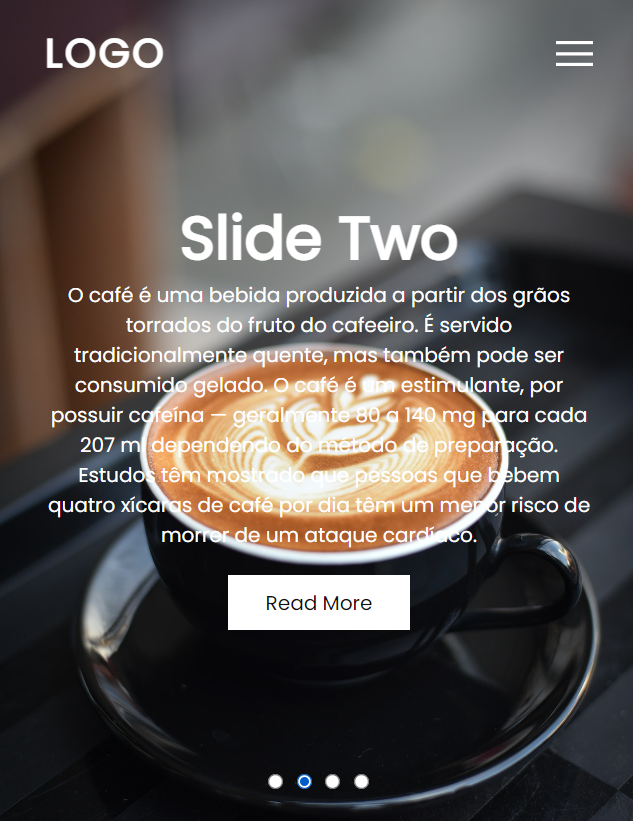 LOGO
Slide Two
O café é uma bebida produzida a partir dos grãos
torrados do fruto do cafeeiro. É servido
tradicionalmente quente, mas também pode ser
consumido gelado. O café é um estimulante, por
possuir cafeína — geralmente 80 a 140 mg para cada
207 ml dependendo do método de preparação.
Estudos têm mostrado que pessoas que bebem
quatro xícaras de café por dia têm um menor risco de
morrer de um ataque cardíaco.
Read More